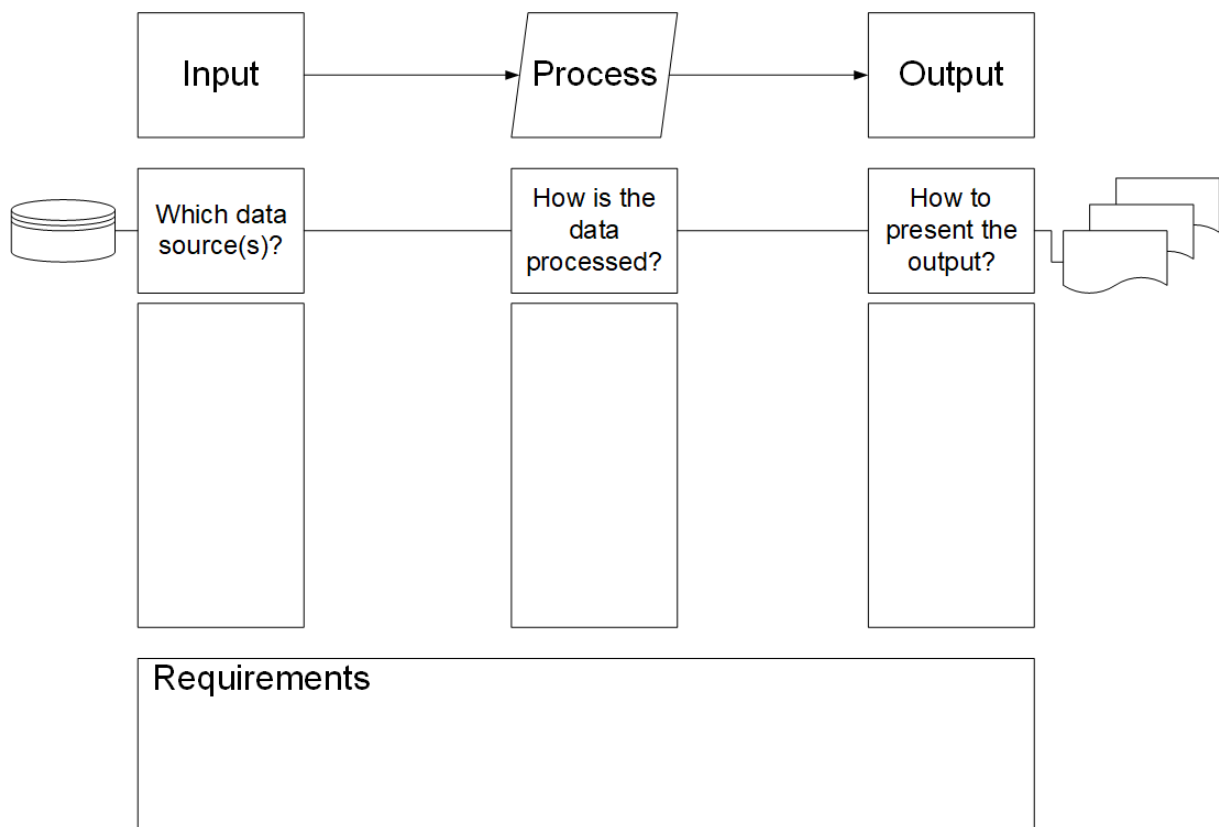 Input
Process
Output
Which data
source(s)?
How is the
data
processed?
How to
present the
output?
Requirements